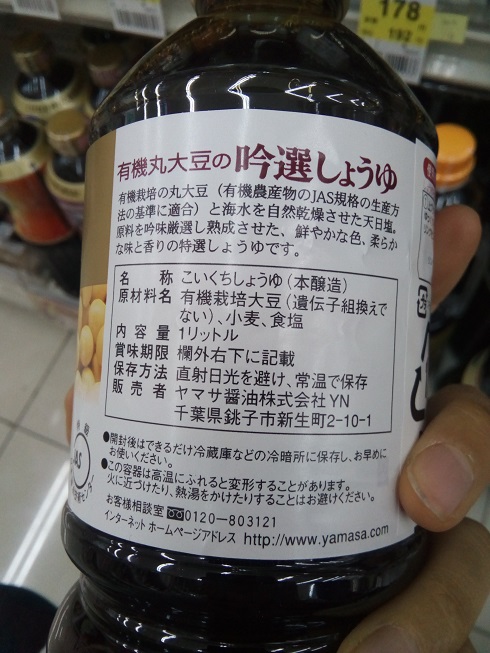 178
192
有機丸大豆の吟選しょうゆ
有機栽培の丸大豆（有機農産物のJAS規格の生産方
法の基準に適合）と海水を自然乾燥させた天日塩。
原料を吟味厳選し熟成させた、鮮やかな色、柔らか
な味と香りの特選しょうゆです。
名　称 こいくちしょうゆ（本醸造）
原材料名 有機栽培大豆（遺伝子組換えで
ない）、小麦、食塩
内容量 1リットル
賞味期限 欄外右下に記載
保存方法 直射日光を避け、常温で保存
販売者 ヤマサ醤油株式会社 YN
千葉県銚子市新生町2-10-1
●開封後はできるだけ冷蔵庫などの冷暗所に保存し、お早めに
お使いください。
●この容器は高温にふれると変形することがあります。
火に近づけたり、熱湯をかけたりすることはお避けください。
お客様相談室 0120-803121
インターネット ホームページアドレス http://www.yamasa.com
JAS